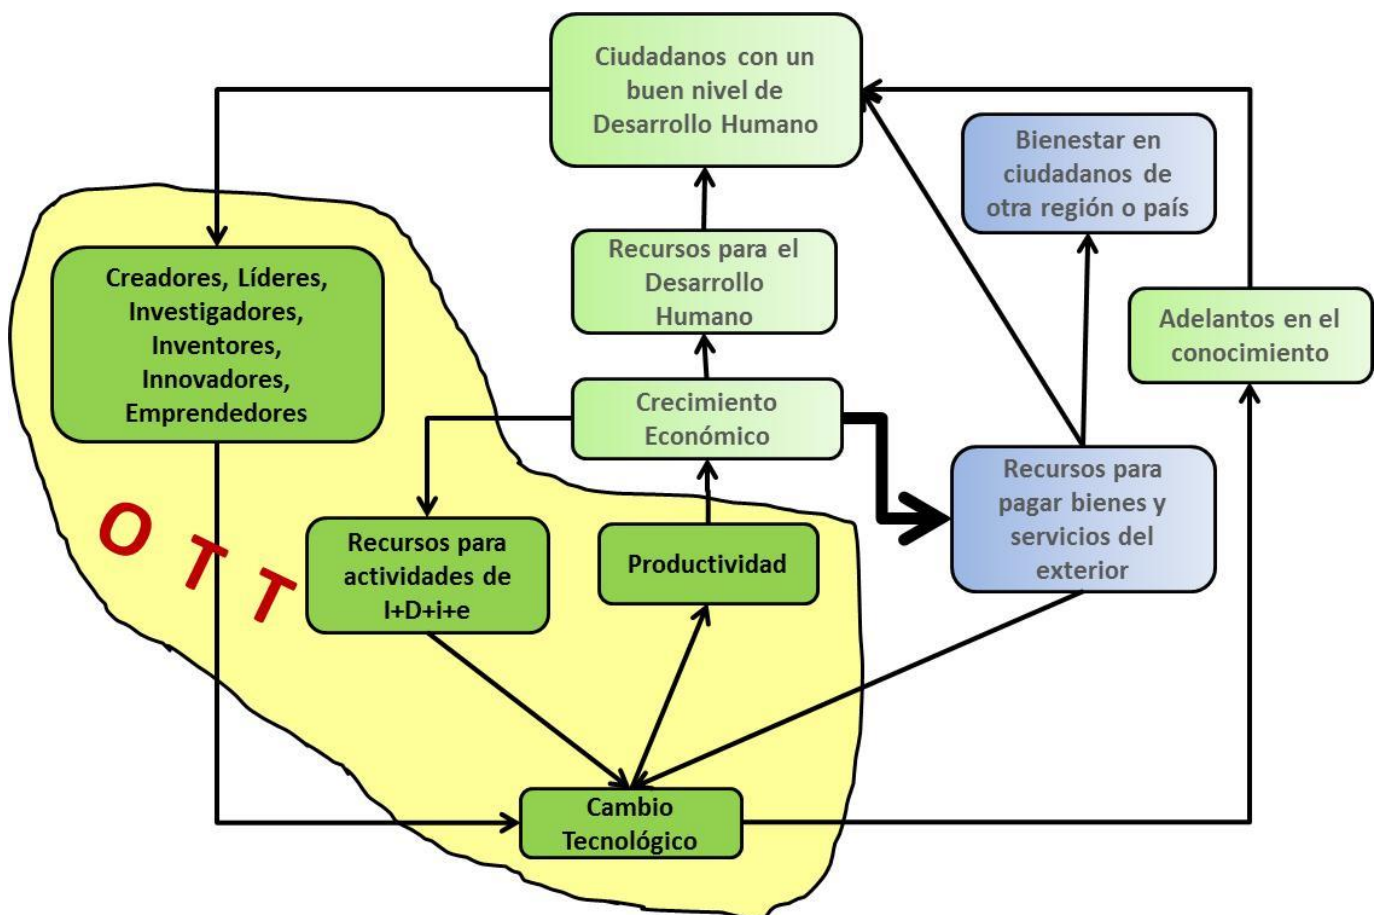 Ciudadanos con un
buen nivel de
Desarrollo Humano
Bienestar en
ciudadanos de
otra región o país
Creadores, Líderes,
Investigadores,
Inventores,
Innovadores,
Emprendedores
Recursos para el
Desarrollo
Humano
Adelantos en el
conocimiento
Crecimiento
Económico
Recursos para
pagar bienes y
servicios del
exterior
O T T
Recursos para
actividades de
I+D+i+e
Productividad
Cambio
Tecnológico